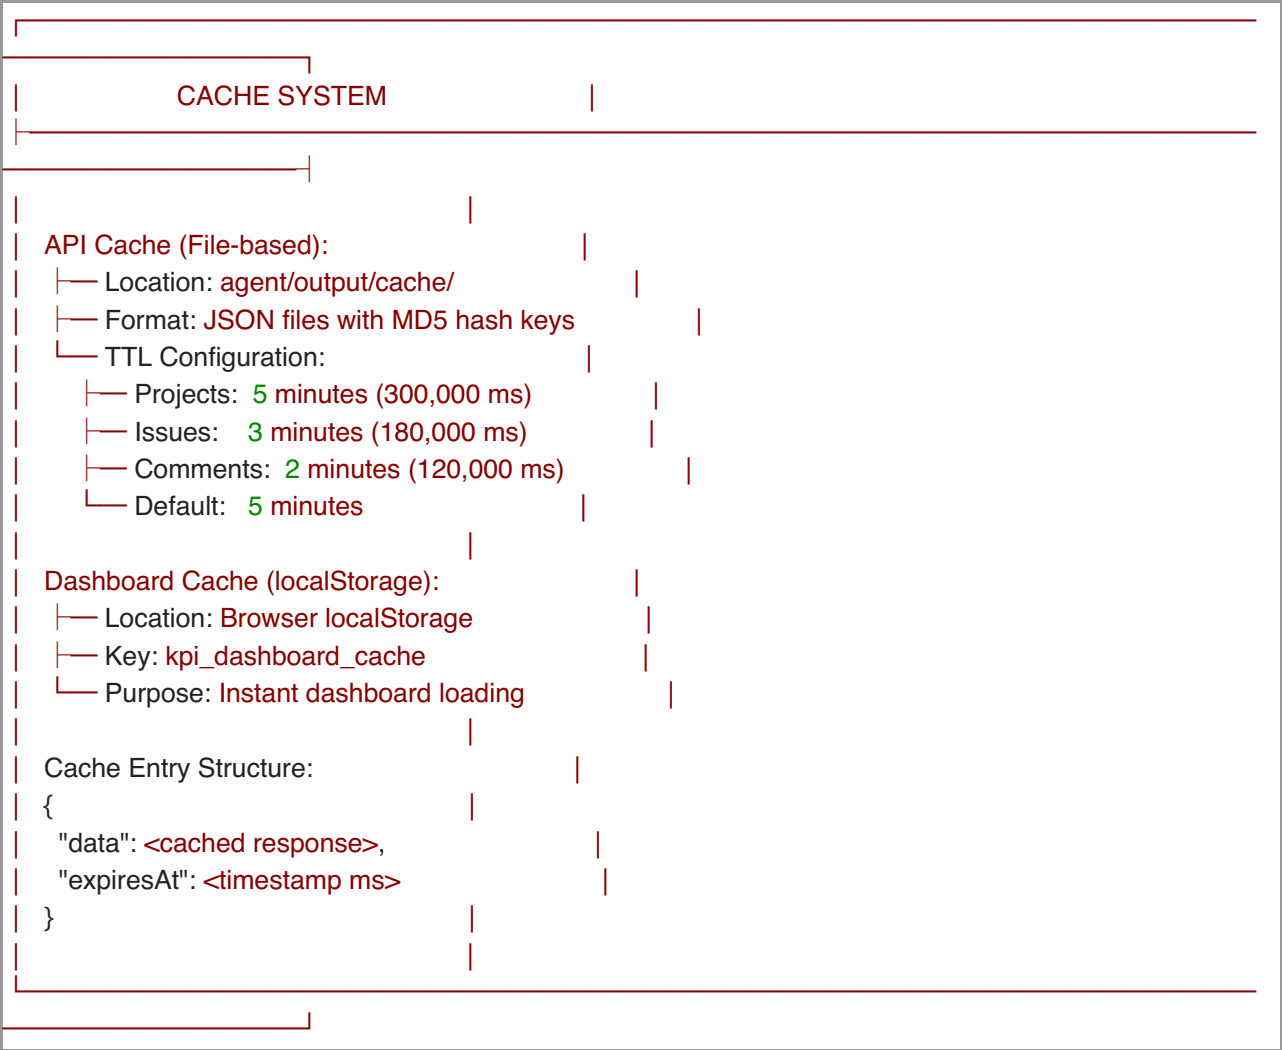 CACHE SYSTEM
API Cache (File-based):
├── Location: agent/output/cache/
├── Format: JSON files with MD5 hash keys
└── TTL Configuration:
├── Projects: 5 minutes (300,000 ms)
├── Issues: 3 minutes (180,000 ms)
├── Comments: 2 minutes (120,000 ms)
└── Default: 5 minutes
Dashboard Cache (localStorage):
├── Location: Browser localStorage
├── Key: kpi_dashboard_cache
└── Purpose: Instant dashboard loading
Cache Entry Structure:
{
"data": <cached response>,
"expiresAt": <timestamp ms>
}